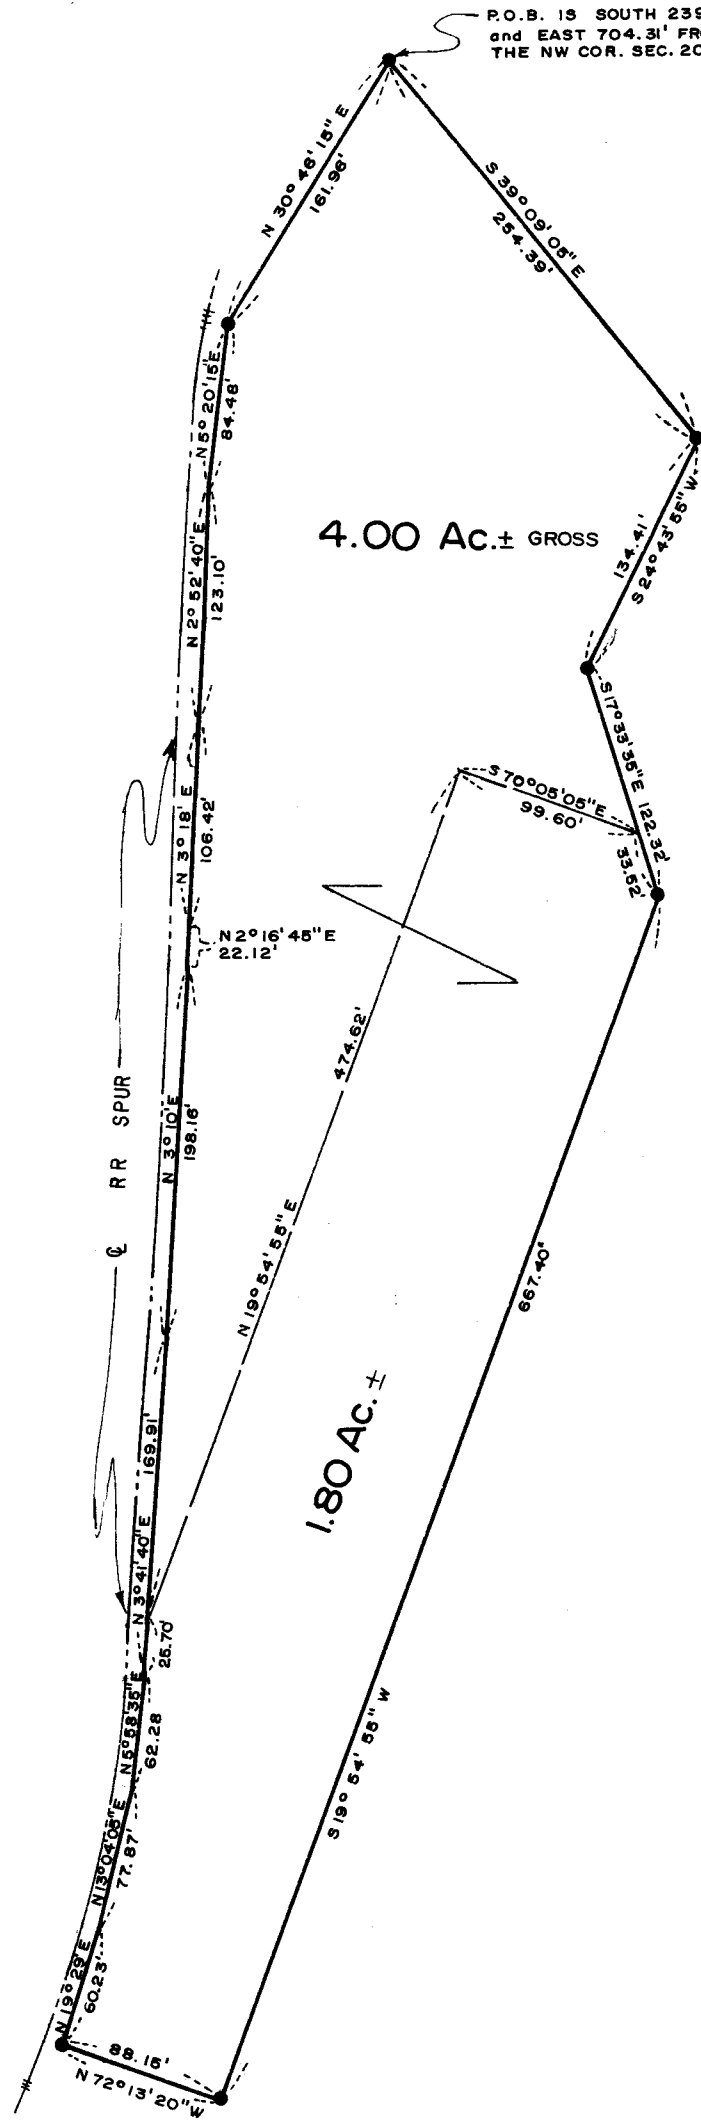 P.O.B. IS SOUTH 239
and EAST 704.31' FR
THE NW COR. SEC. 20
N 30° 46' 15" E
161.96'
S 39° 09' 05" E
254.39'
N 5° 20' 15" E
84.48'
134.41'
S 24° 43' 55" W
4.00 Ac.± GROSS
N 2° 52' 40" E
123.10'
S 17° 33' 35" E 122.32'
S 70° 05' 05" E
99.60'
33.52'
N 3° 18' E
106.42'
N 2° 16' 45" E
22.12'
474.62'
N 19° 54' 55" E
℄ RR SPUR
N 3° 10' E
198.16'
667.40'
S 19° 54' 55" W
1.80 Ac. ±
169.91'
N 3° 41' 40" E
25.70'
N 5° 58' 35" E
62.28
N 13° 04' 05" E
77.87'
N 19° 29' E
60.23'
88.15'
N 72° 13' 20" W